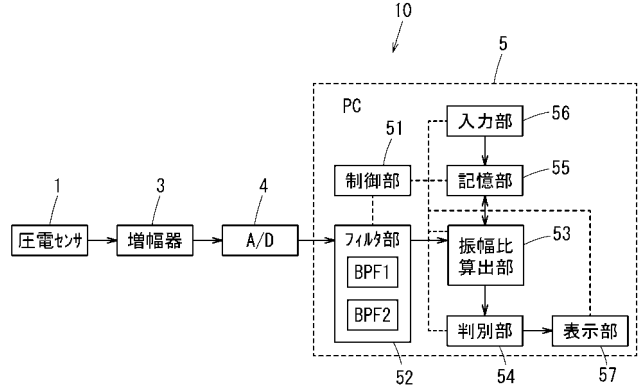 10
5
PC
51
制御部
入力部
56
記憶部
55
1
圧電センサ
3
増幅器
4
A/D
フィルタ部
BPF1
BPF2
52
振幅比
算出部
53
判別部
54
表示部
57